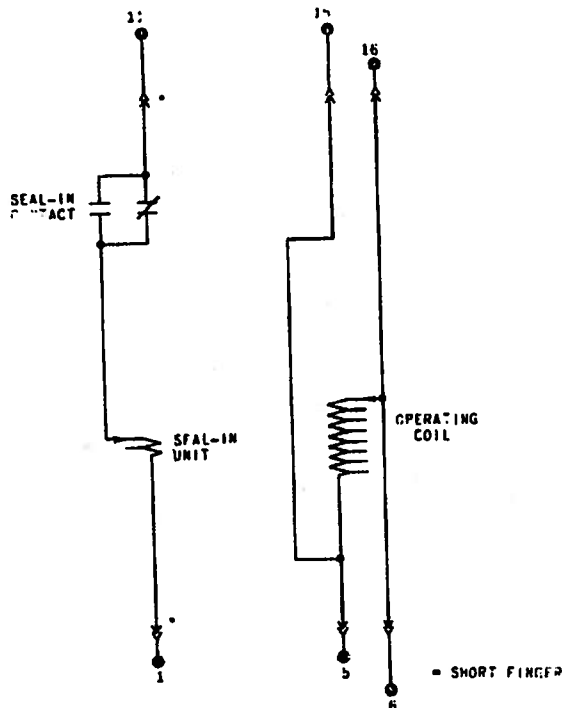 16
SEAL-IN
SEAL-IN
UNIT
OPERATING
COIL
1
5
6
= SHORT FINGER